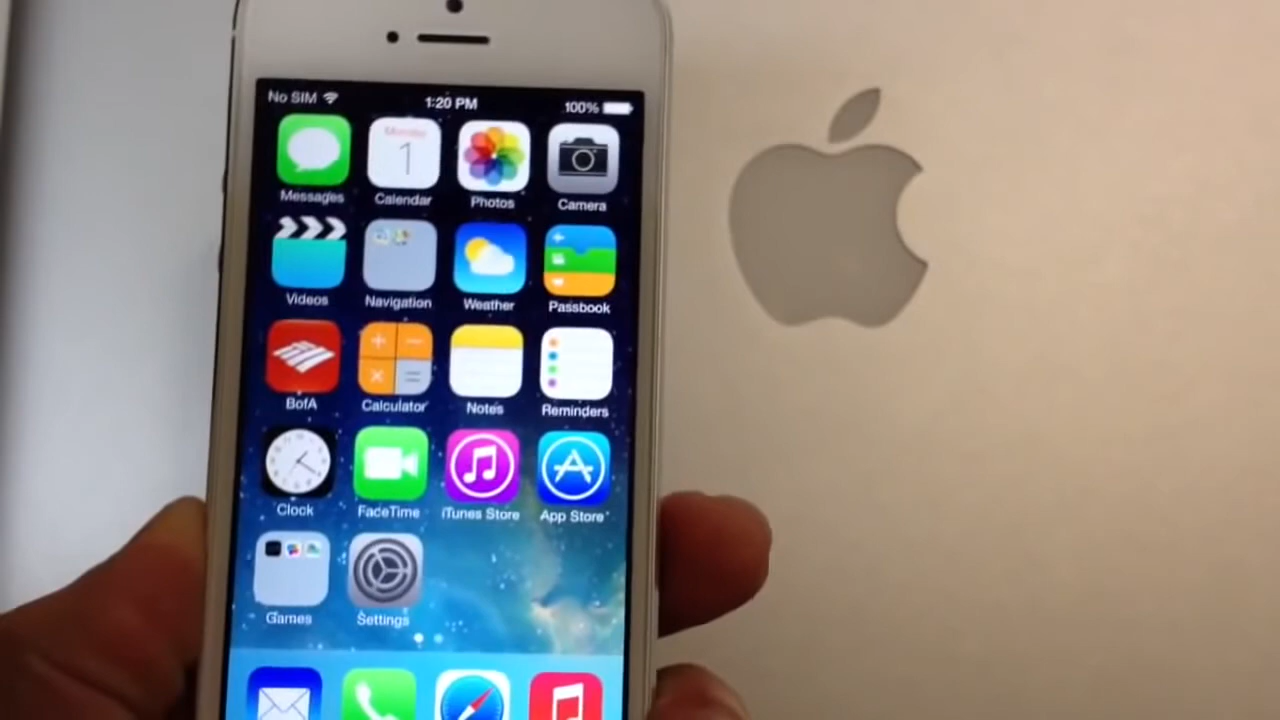 No SIM 1:20 PM 100%
Monday
1
Messages Calendar Photos Camera
Videos Navigation Weather Passbook
BofA Calculator Notes Reminders
Clock FaceTime iTunes Store App Store
Games Settings